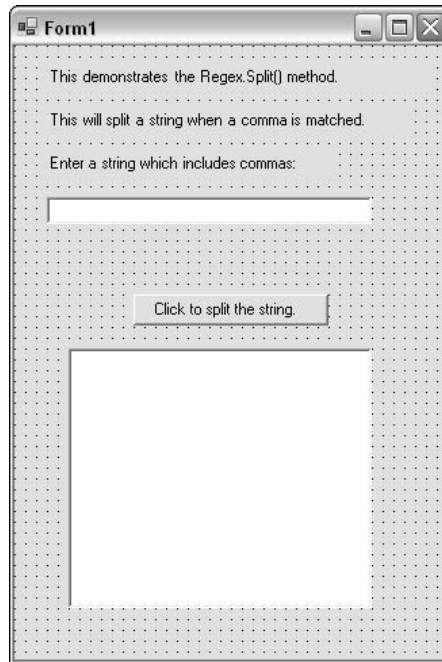 Form1
This demonstrates the Regex.Split() method.
This will split a string when a comma is matched.
Enter a string which includes commas:
Click to split the string.